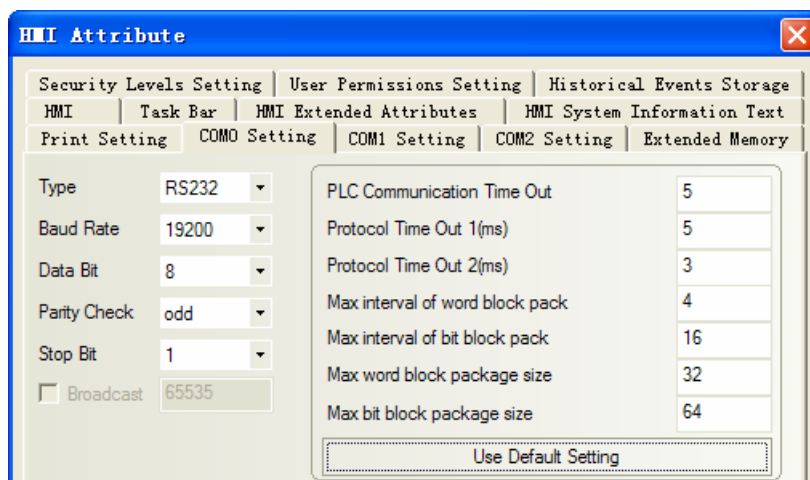 HMI Attribute
Security Levels Setting User Permissions Setting Historical Events Storage
HMI Task Bar HMI Extended Attributes HMI System Information Text
Print Setting COM0 Setting COM1 Setting COM2 Setting Extended Memory
Type RS232 PLC Communication Time Out 5
Baud Rate 19200 Protocol Time Out 1(ms) 5
Data Bit 8 Protocol Time Out 2(ms) 3
Parity Check odd Max interval of word block pack 4
Stop Bit 1 Max interval of bit block pack 16
Broadcast 65535 Max word block package size 32
Max bit block package size 64
Use Default Setting